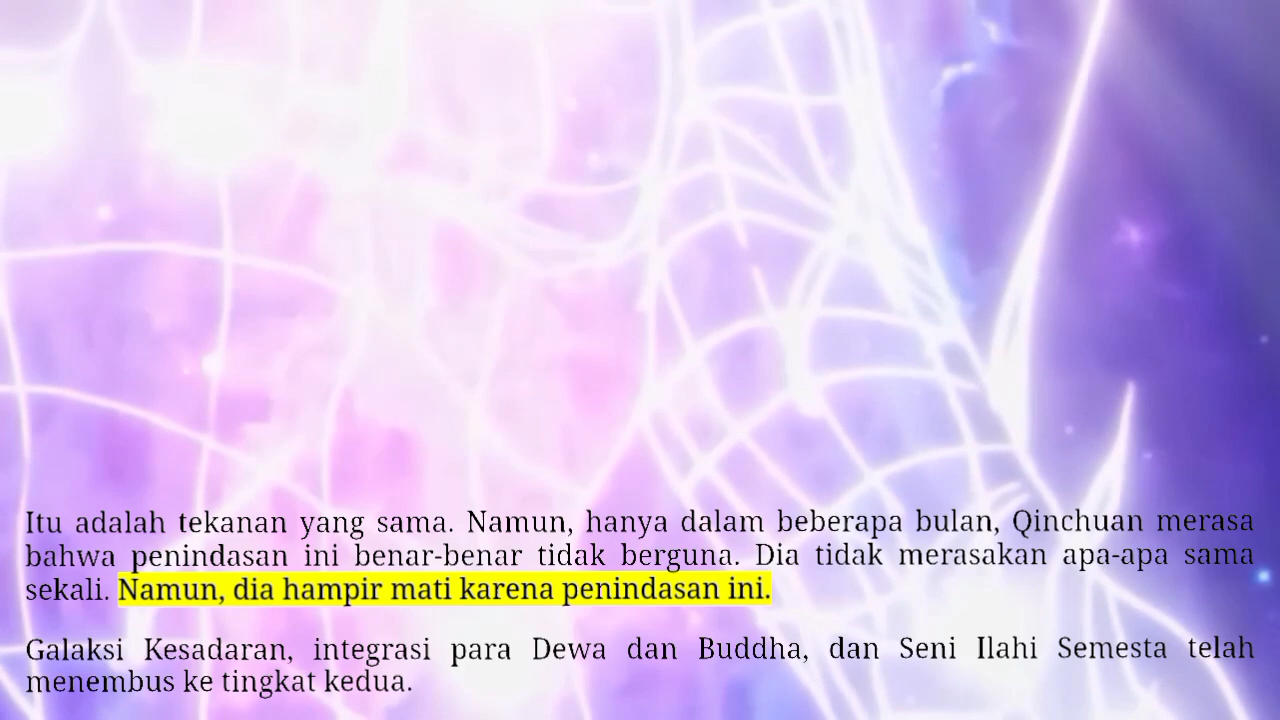 Itu adalah tekanan yang sama. Namun, hanya dalam beberapa bulan, Qinchuan merasa
bahwa penindasan ini benar-benar tidak berguna. Dia tidak merasakan apa-apa sama
sekali. Namun, dia hampir mati karena penindasan ini.
Galaksi Kesadaran, integrasi para Dewa dan Buddha, dan Seni Ilahi Semesta telah
menembus ke tingkat kedua.